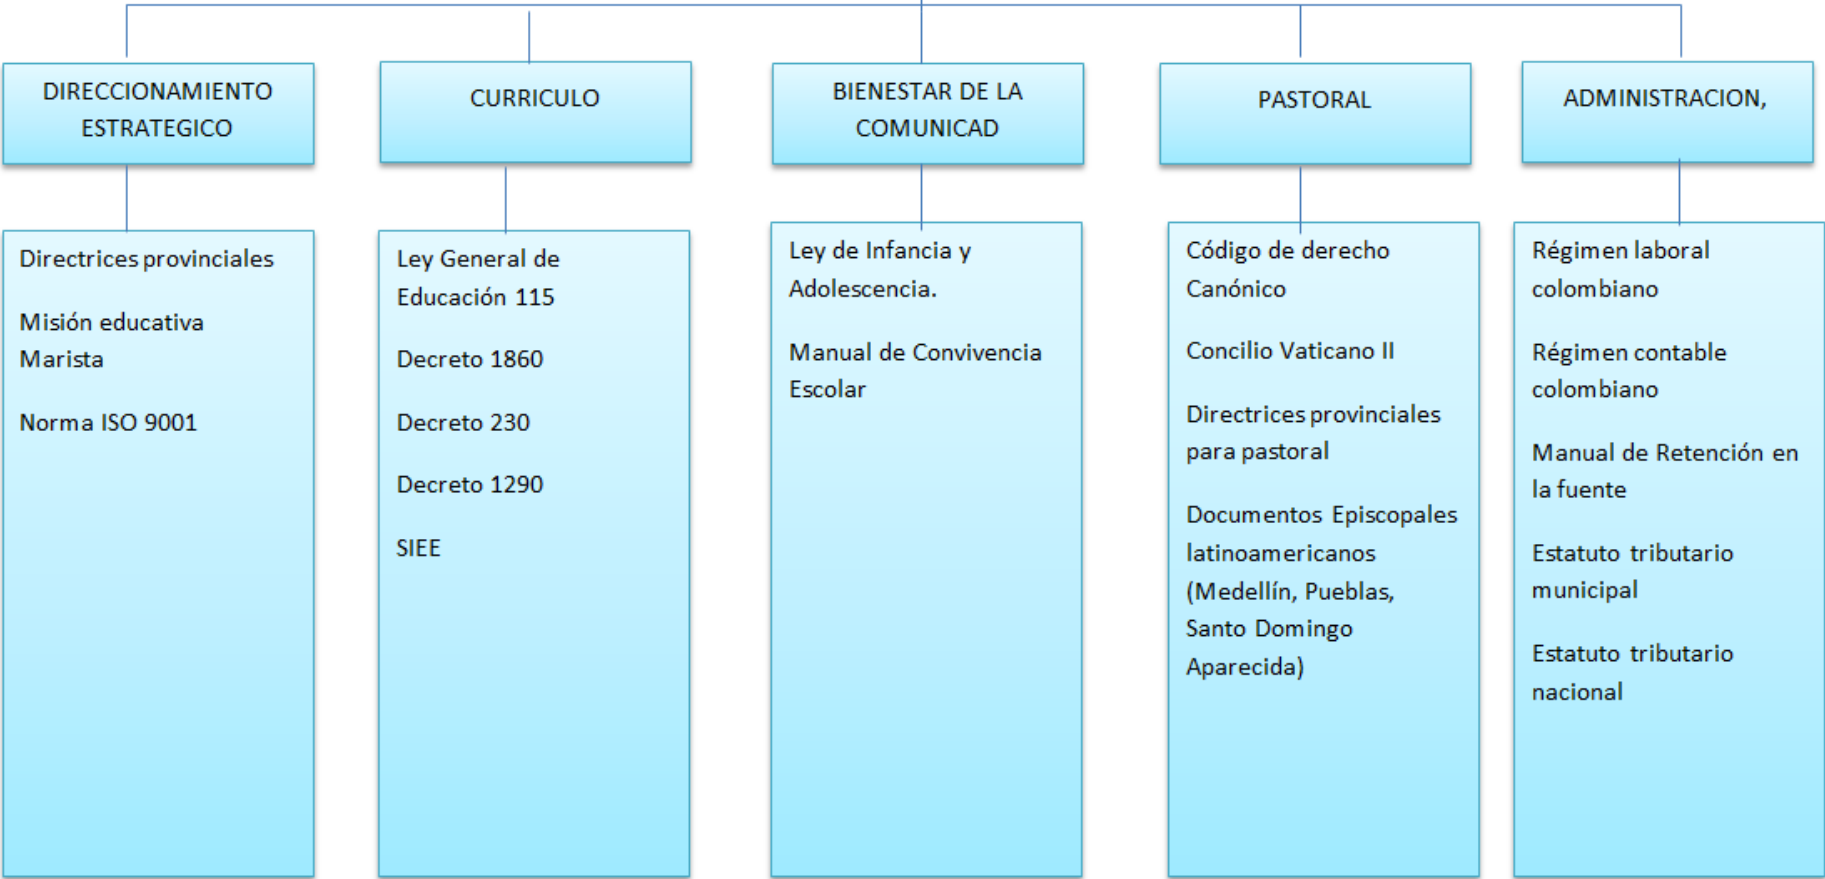 DIRECCIONAMIENTO
ESTRATEGICO
CURRICULO
BIENESTAR DE LA
COMUNICAD
PASTORAL
ADMINISTRACION,
Directrices provinciales
Misión educativa
Marista
Norma ISO 9001
Ley General de
Educación 115
Decreto 1860
Decreto 230
Decreto 1290
SIEE
Ley de Infancia y
Adolescencia.
Manual de Convivencia
Escolar
Código de derecho
Canónico
Concilio Vaticano II
Directrices provinciales
para pastoral
Documentos Episcopales
latinoamericanos
(Medellín, Pueblas,
Santo Domingo
Aparecida)
Régimen laboral
colombiano
Régimen contable
colombiano
Manual de Retención en
la fuente
Estatuto tributario
municipal
Estatuto tributario
nacional